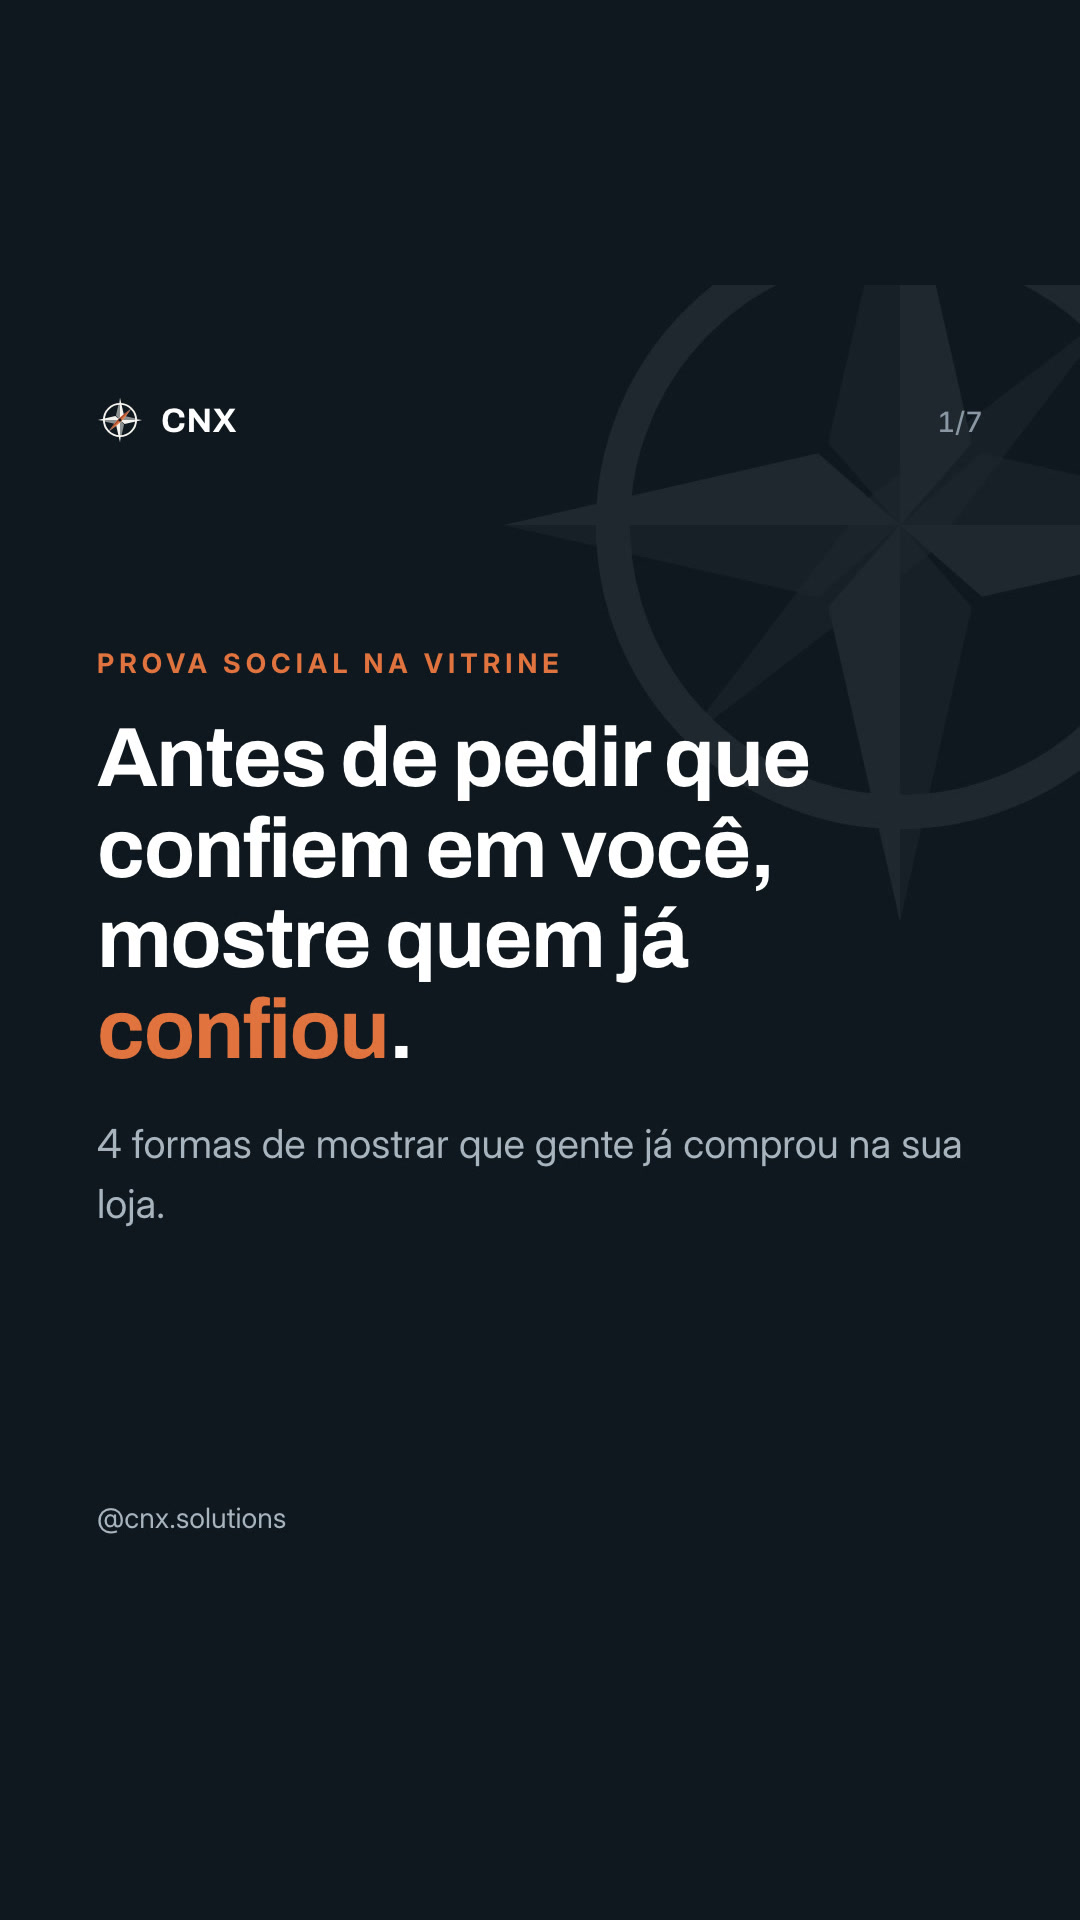 CNX
1/7
PROVA SOCIAL NA VITRINE
Antes de pedir que
confiem em você,
mostre quem já
confiou.
4 formas de mostrar que gente já comprou na sua
loja.
@cnx.solutions